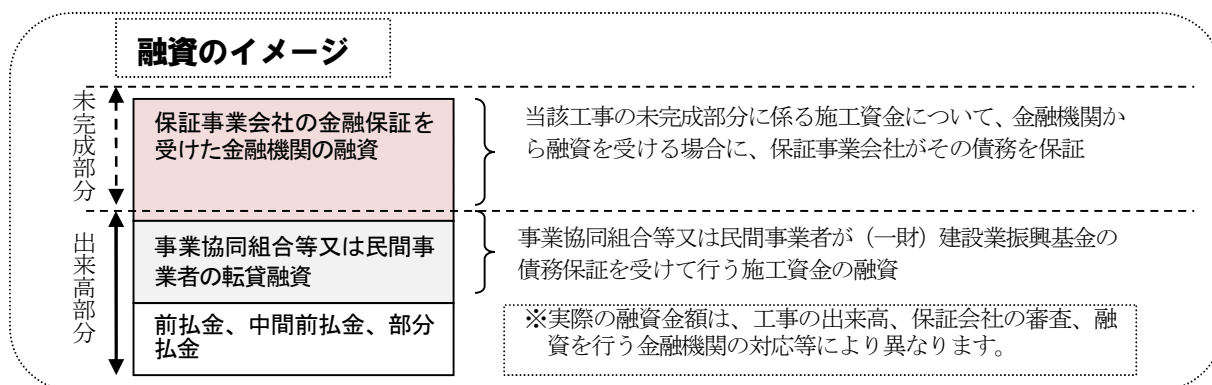 融資のイメージ
未完成部分
保証事業会社の金融保証を
受けた金融機関の融資
当該工事の未完成部分に係る施工資金について、金融機関か
ら融資を受ける場合に、保証事業会社がその債務を保証
出来高部分
事業協同組合等又は民間事
業者の転貸融資
事業協同組合等又は民間事業者が（一財）建設業振興基金の
債務保証を受けて行う施工資金の融資
前払金、中間前払金、部分
払金
※実際の融資金額は、工事の出来高、保証会社の審査、融
資を行う金融機関の対応等により異なります。